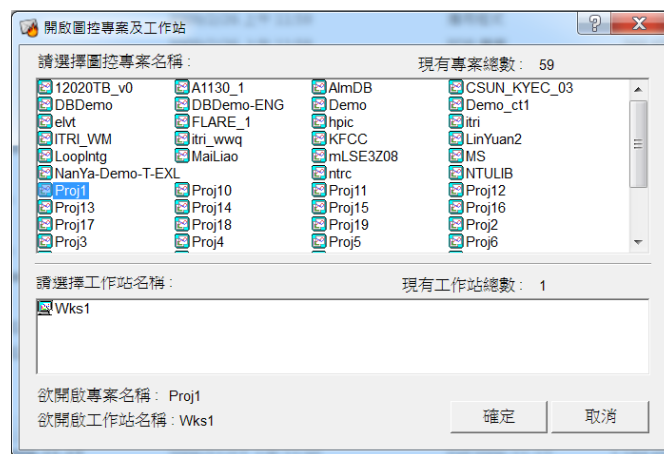 開啟圖控專案及工作站
請選擇圖控專案名稱：
現有專案總數： 59
12020TB_v0 A1130_1 AlmDB CSUN_KYEC_03
DBDemo DBDemo-ENG Demo Demo_ct1
elvt FLARE_1 hpic itri
ITRI_WM itri_wwq KFCC LinYuan2
LoopIntg MaiLiao mLSE3Z08 MS
NanYa-Demo-T-EXL ntrc NTULIB
Proj1 Proj10 Proj11 Proj12
Proj13 Proj14 Proj15 Proj16
Proj17 Proj18 Proj19 Proj2
Proj3 Proj4 Proj5 Proj6
請選擇工作站名稱：
現有工作站總數： 1
Wks1
欲開啟專案名稱： Proj1
欲開啟工作站名稱：Wks1
確定 取消